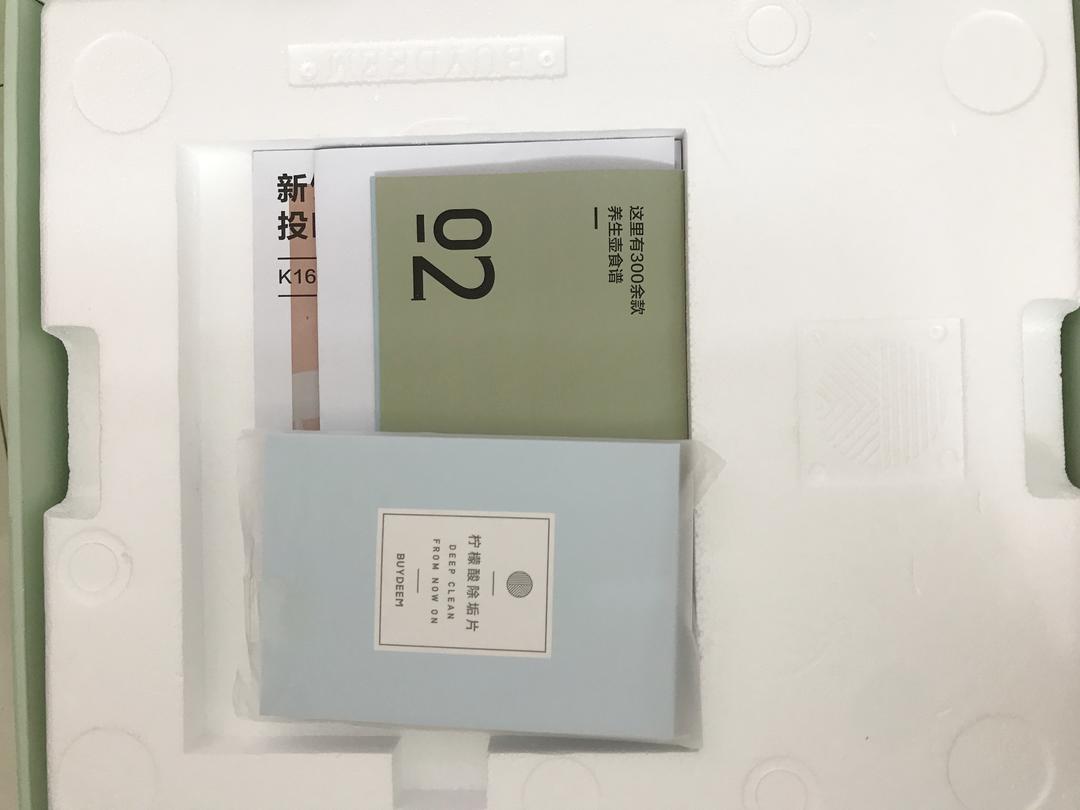 BUYDEEM
新
投
K16
02
这里有300余款
养生壶食谱
柠檬酸除垢片
DEEP CLEAN
FROM NOW ON
BUYDEEM